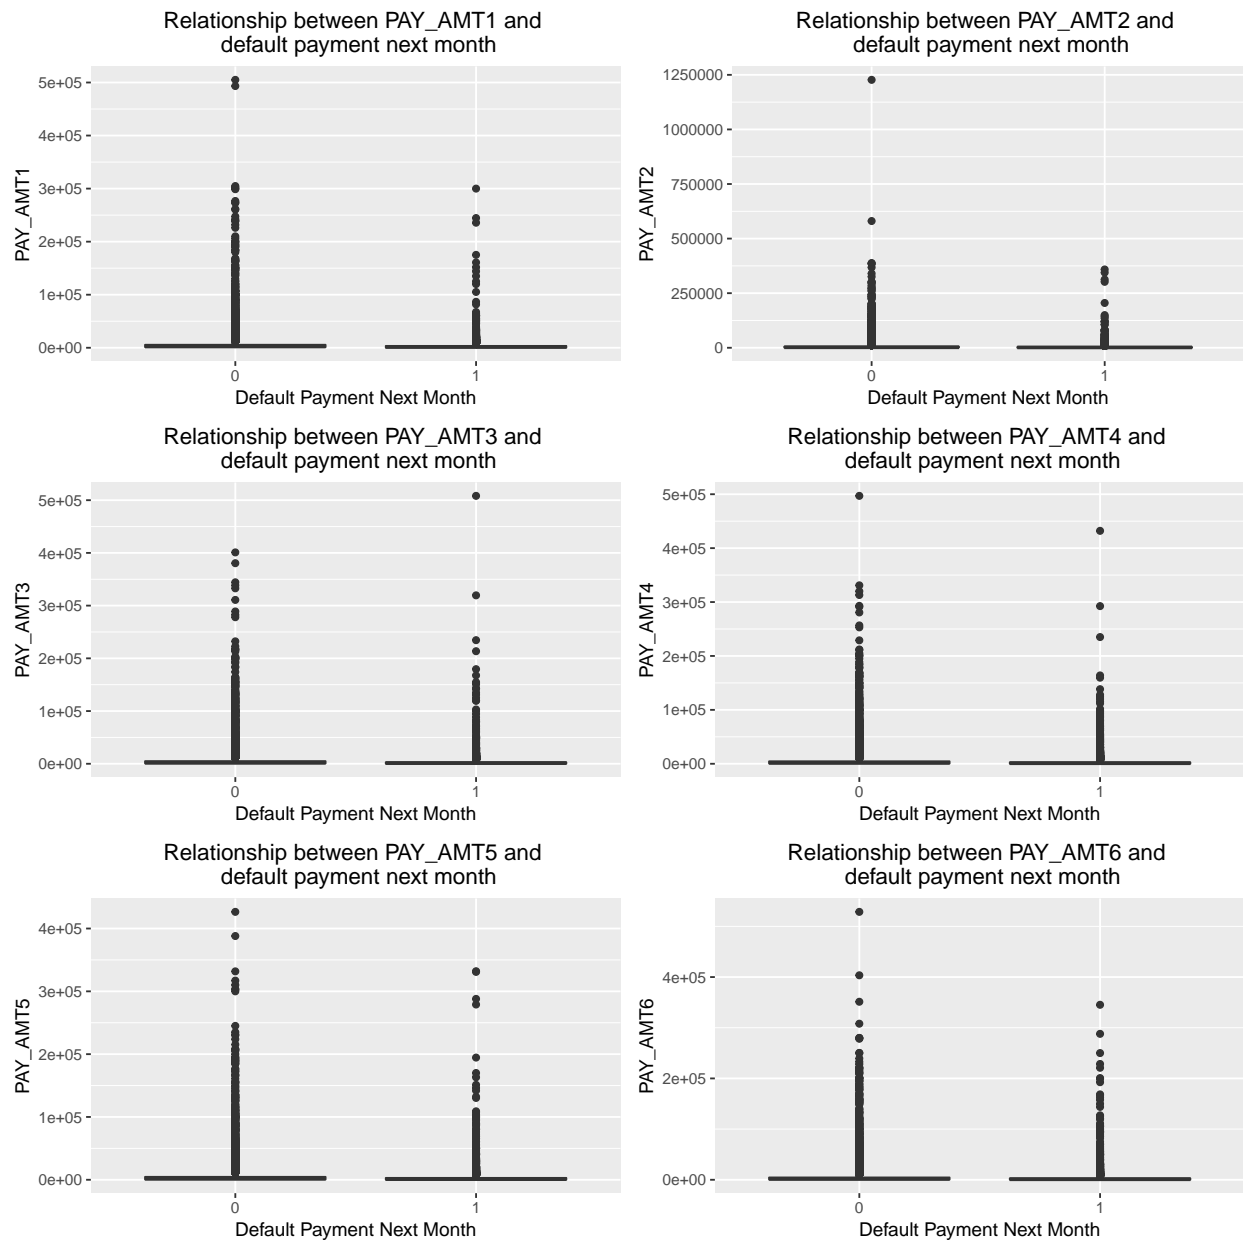 Relationship between PAY_AMT1 and
default payment next month
5e+05
4e+05
3e+05
2e+05
1e+05
0e+00
PAY_AMT1
0
1
Default Payment Next Month
Relationship between PAY_AMT2 and
default payment next month
1250000
1000000
750000
500000
250000
0
PAY_AMT2
0
1
Default Payment Next Month
Relationship between PAY_AMT3 and
default payment next month
5e+05
4e+05
3e+05
2e+05
1e+05
0e+00
PAY_AMT3
0
1
Default Payment Next Month
Relationship between PAY_AMT4 and
default payment next month
5e+05
4e+05
3e+05
2e+05
1e+05
0e+00
PAY_AMT4
0
1
Default Payment Next Month
Relationship between PAY_AMT5 and
default payment next month
4e+05
3e+05
2e+05
1e+05
0e+00
PAY_AMT5
0
1
Default Payment Next Month
Relationship between PAY_AMT6 and
default payment next month
4e+05
2e+05
0e+00
PAY_AMT6
0
1
Default Payment Next Month